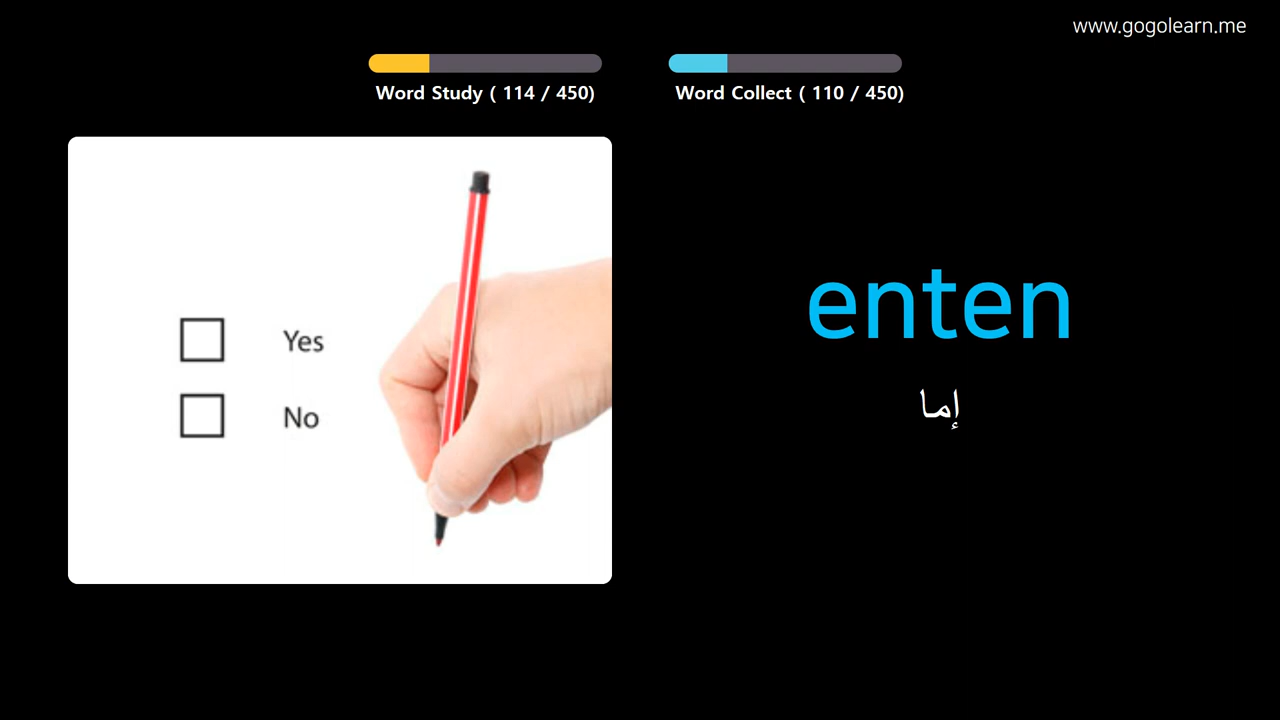 www.gogolearn.me
Word Study ( 114 / 450)
Word Collect ( 110 / 450)
Yes
No
enten
إما